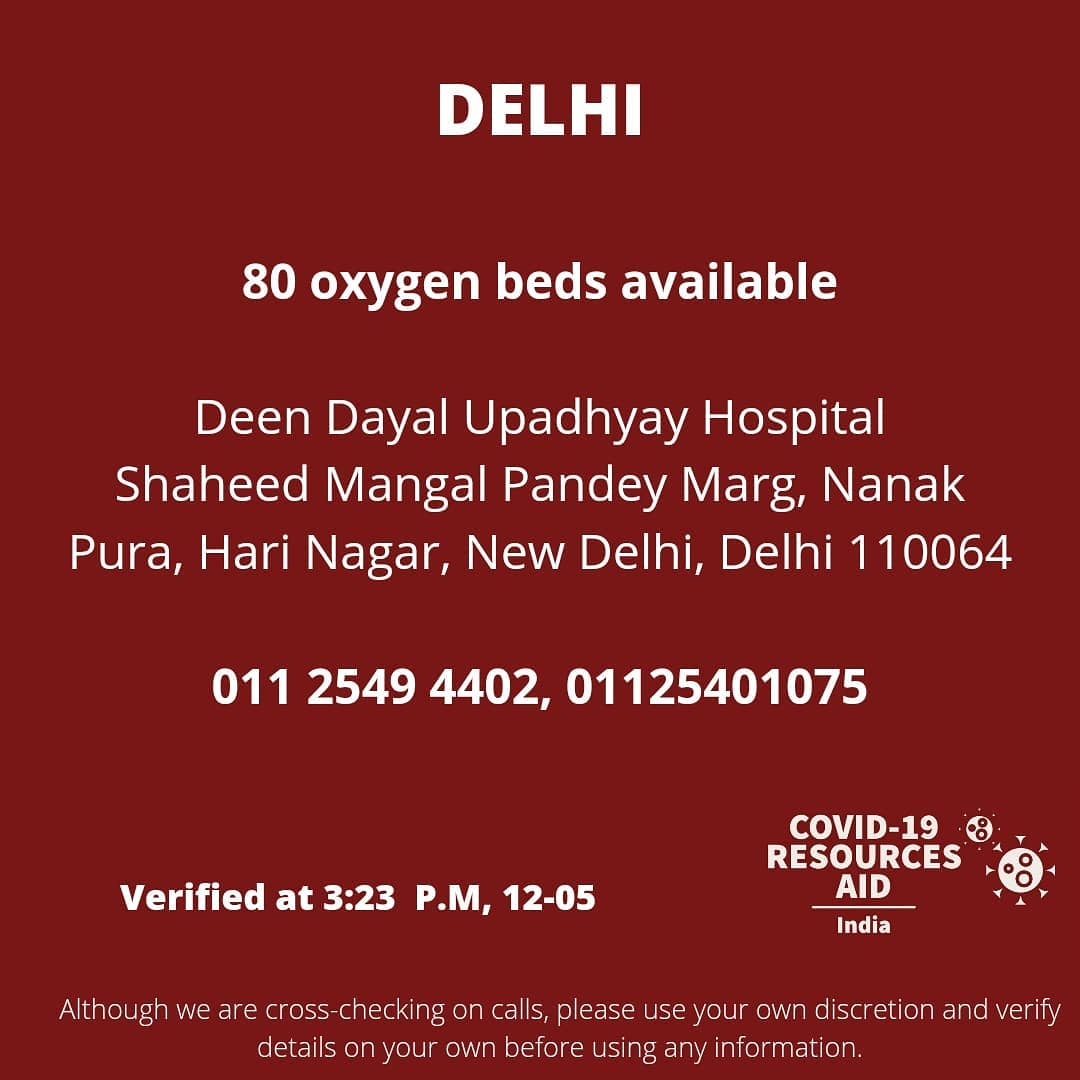 DELHI
80 oxygen beds available
Deen Dayal Upadhyay Hospital
Shaheed Mangal Pandey Marg, Nanak
Pura, Hari Nagar, New Delhi, Delhi 110064
011 2549 4402, 01125401075
COVID-19
RESOURCES
AID
India
Verified at 3:23 P.M, 12-05
Although we are cross-checking on calls, please use your own discretion and verify
details on your own before using any information.